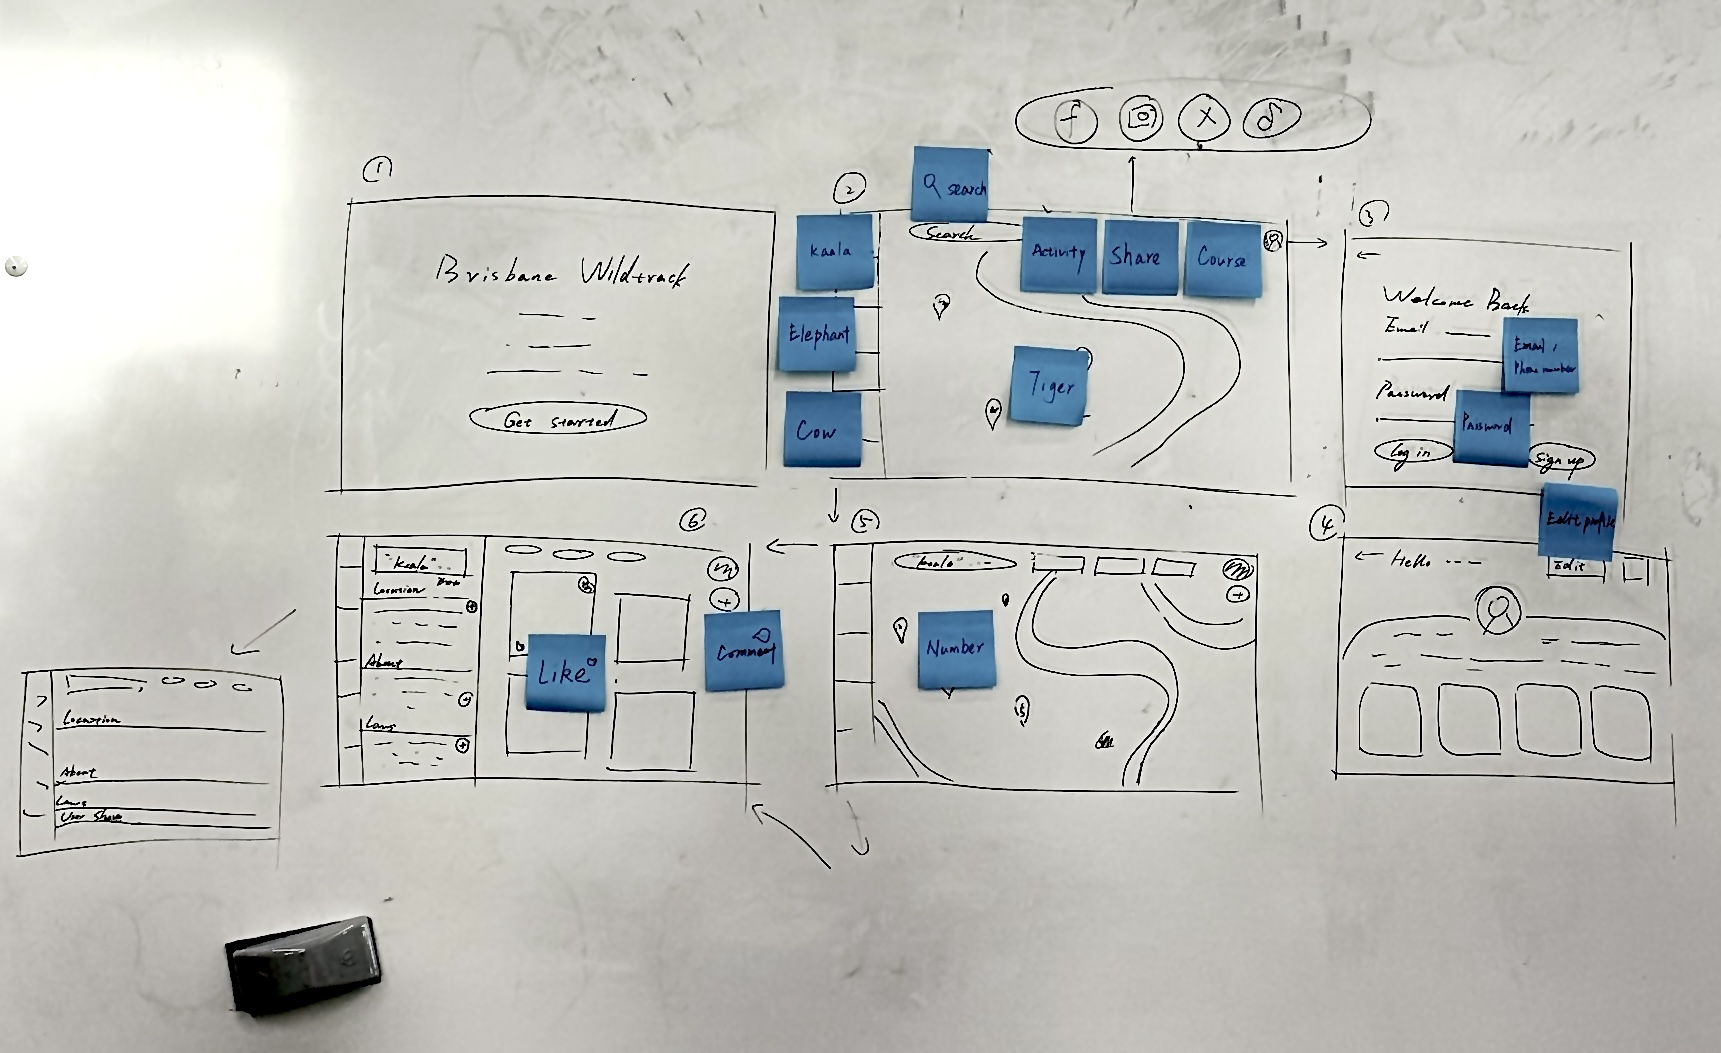 ①
Brisbane Wildtrack
Get started
②
kaala
Elephant
Cow
Q search
Search
Activity
Share
Course
Tiger
f
X
③
←
Welcome Back
Email
Email /
Phone number
Password
Password
Log in
Sign up
④
Edit profile
← Hello
Edit
⑤
"koala"
Number
⑥
"Koala"
Location
About
Laws
Like
Comment
Location
About
Laws
User Share